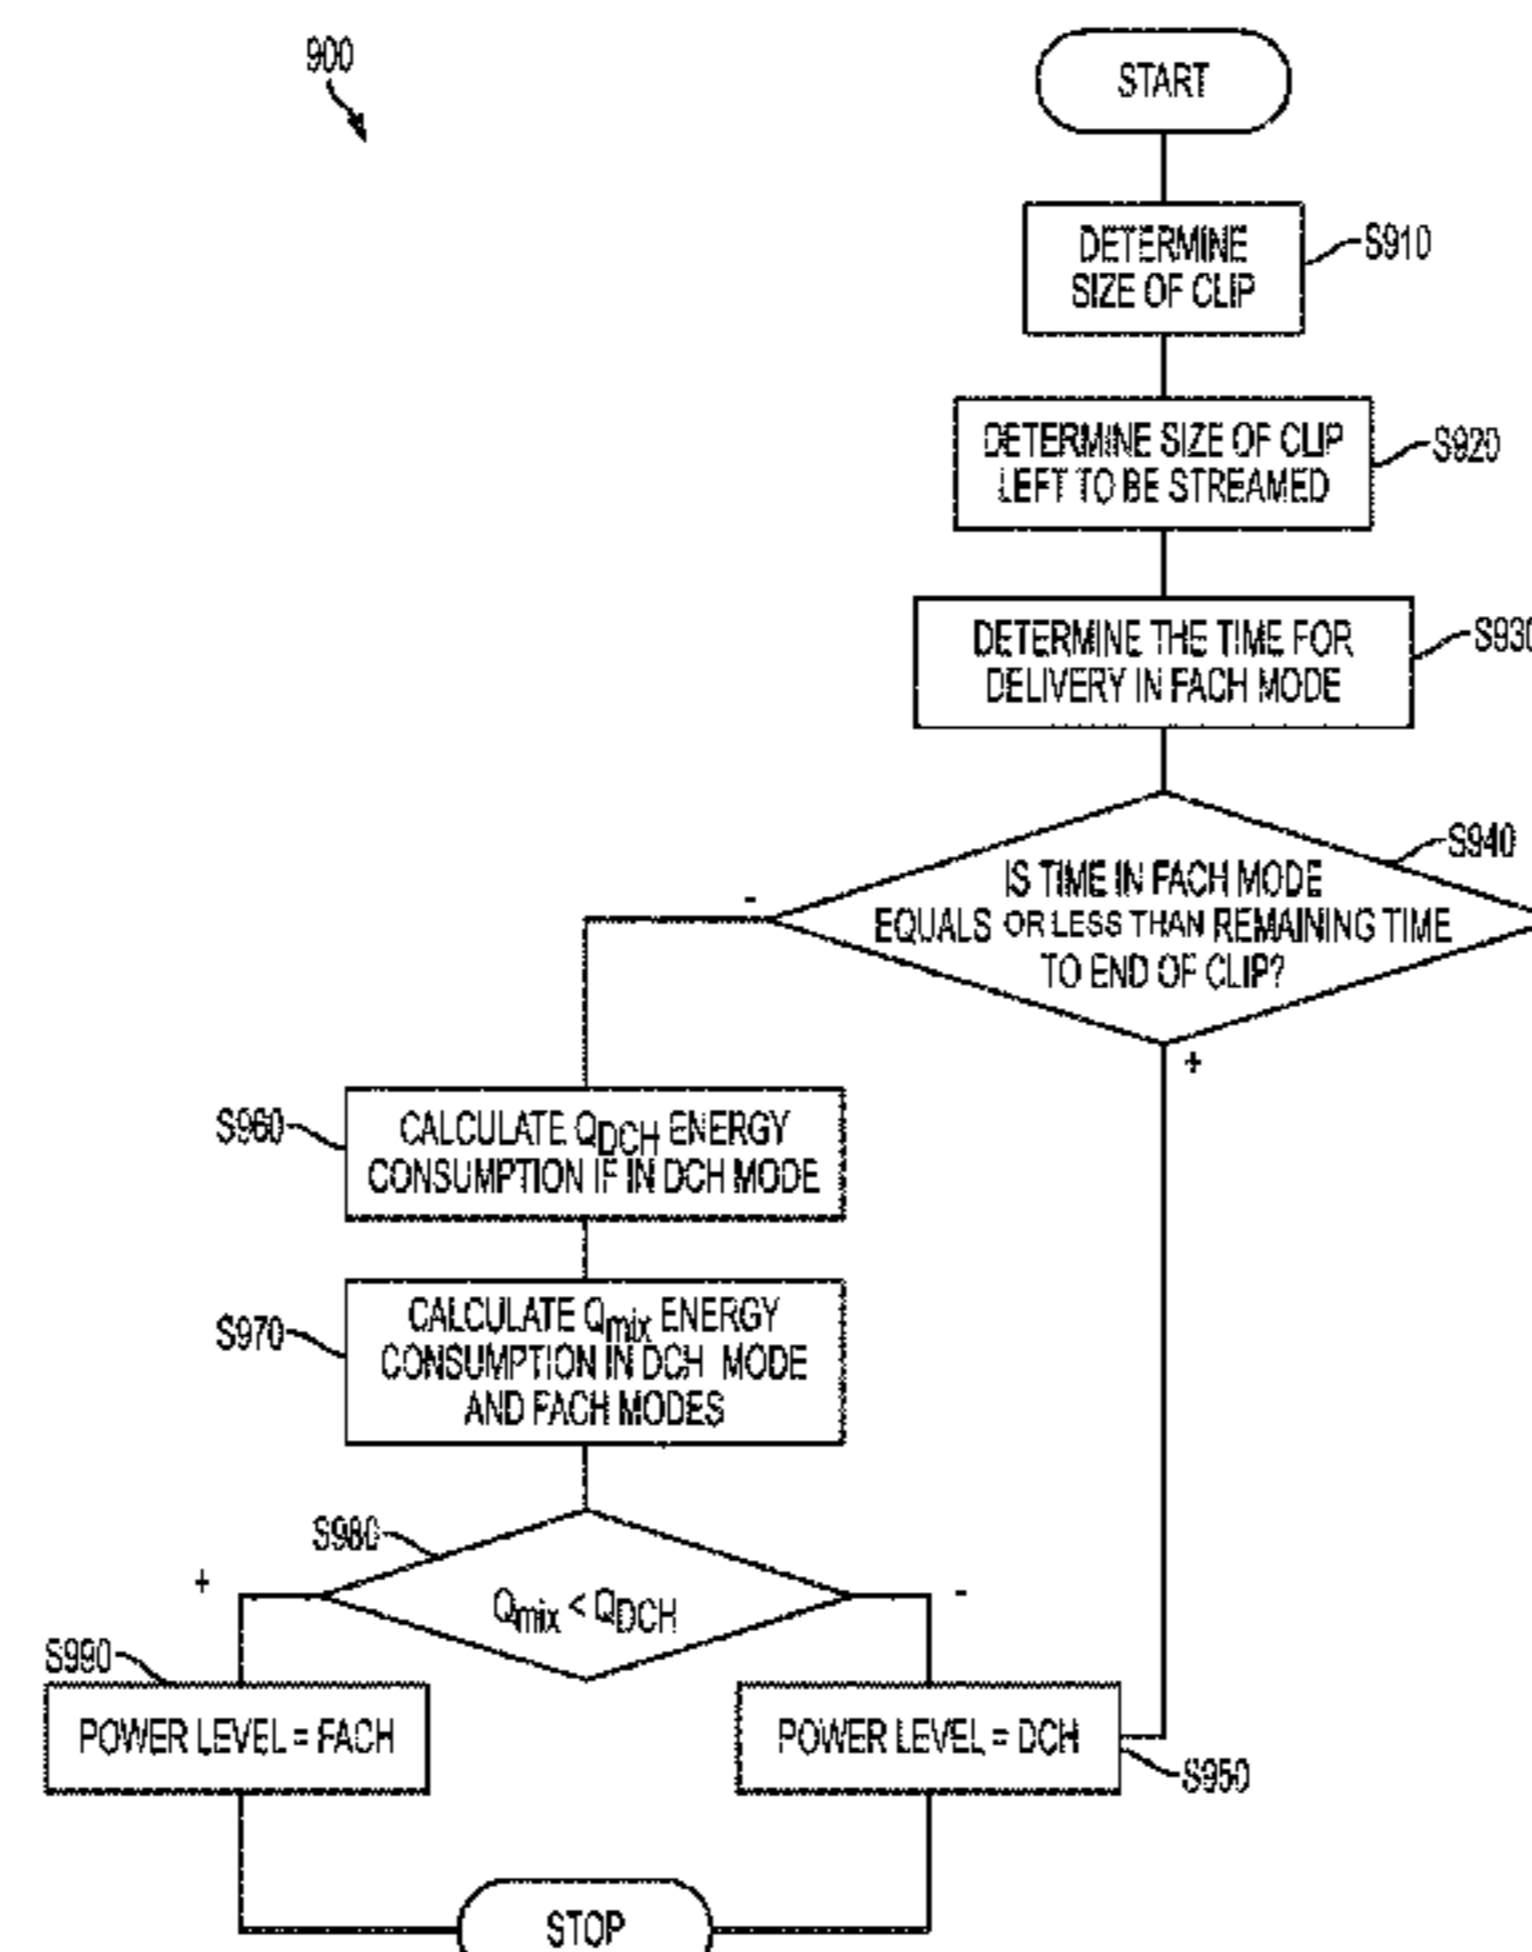 900
START
DETERMINE
SIZE OF CLIP
S910
DETERMINE SIZE OF CLIP
LEFT TO BE STREAMED
S920
DETERMINE THE TIME FOR
DELIVERY IN FACH MODE
S930
S940
IS TIME IN FACH MODE
EQUALS OR LESS THAN REMAINING TIME
TO END OF CLIP?
-
+
S960
CALCULATE QDCH ENERGY
CONSUMPTION IF IN DCH MODE
S970
CALCULATE Qmix ENERGY
CONSUMPTION IN DCH MODE
AND FACH MODES
S980
+
-
Qmix < QDCH
S990
POWER LEVEL = FACH
POWER LEVEL = DCH
S950
STOP